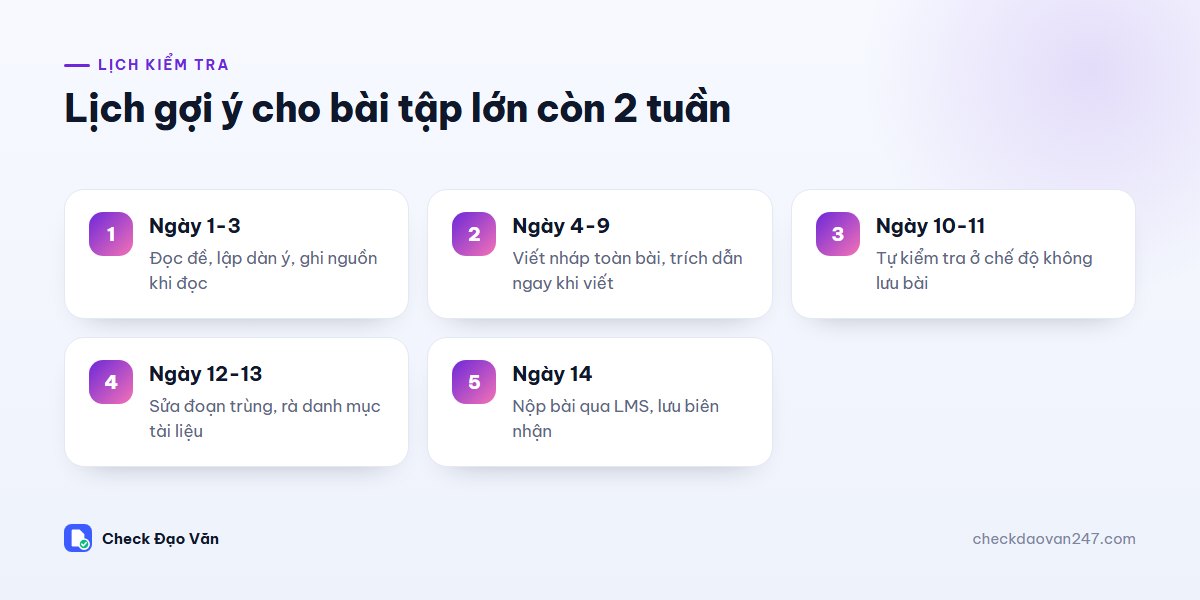 LỊCH KIỂM TRA
Lịch gợi ý cho bài tập lớn còn 2 tuần
1
Ngày 1-3
Đọc đề, lập dàn ý, ghi nguồn
khi đọc
2
Ngày 4-9
Viết nháp toàn bài, trích dẫn
ngay khi viết
3
Ngày 10-11
Tự kiểm tra ở chế độ không
lưu bài
4
Ngày 12-13
Sửa đoạn trùng, rà danh mục
tài liệu
5
Ngày 14
Nộp bài qua LMS, lưu biên
nhận
Check Đạo Văn
checkdaovan247.com